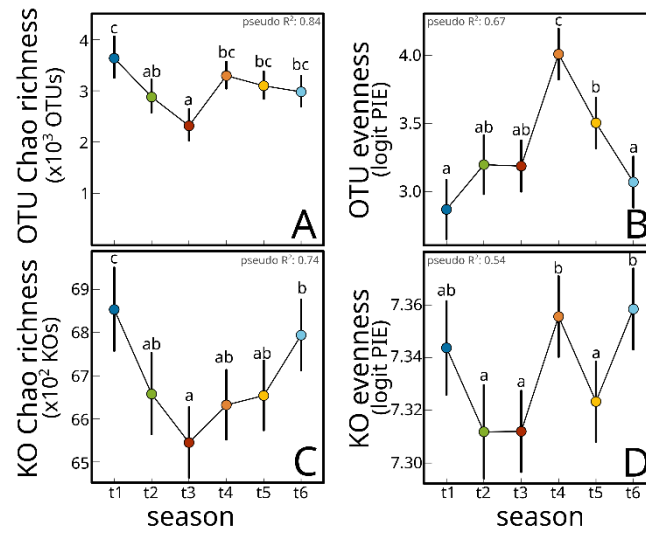 pseudo R²: 0.84
OTU Chao richness
(x10³ OTUs)
4
3
2
1
c
ab
a
bc
bc
bc
A
pseudo R²: 0.67
OTU evenness
(logit PIE)
4.0
3.5
3.0
a
ab
ab
c
b
a
B
pseudo R²: 0.74
KO Chao richness
(x10² KOs)
69
68
67
66
65
c
ab
a
ab
ab
b
C
t1 t2 t3 t4 t5 t6
season
pseudo R²: 0.54
KO evenness
(logit PIE)
7.36
7.34
7.32
7.30
ab
a
a
b
a
b
D
t1 t2 t3 t4 t5 t6
season